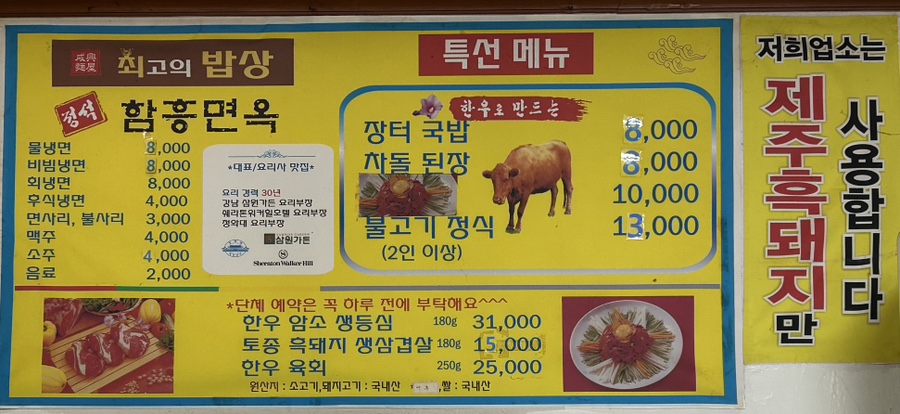 咸興麵屋 최고의 밥상
정석 함흥면옥
물냉면 8,000
비빔냉면 8,000
회냉면 8,000
후식냉면 4,000
면사리, 불사리 3,000
맥주 4,000
소주 4,000
음료 2,000
*대표/요리사 맛집*
요리 경력 30년
강남 삼원가든 요리부장
쉐라톤워커힐호텔 요리부장
청와대 요리부장
삼원가든
Sheraton Walker Hill
특선 메뉴
한우로 만드는
장터 국밥 8,000
차돌 된장 8,000
10,000
불고기 정식 13,000
(2인 이상)
*단체 예약은 꼭 하루 전에 부탁해요^^^
한우 암소 생등심 180g 31,000
토종 흑돼지 생삼겹살 180g 15,000
한우 육회 250g 25,000
원산지 : 소고기,돼지고기 : 국내산 ,쌀 : 국내산
저희업소는
제주흑돼지만
사용합니다